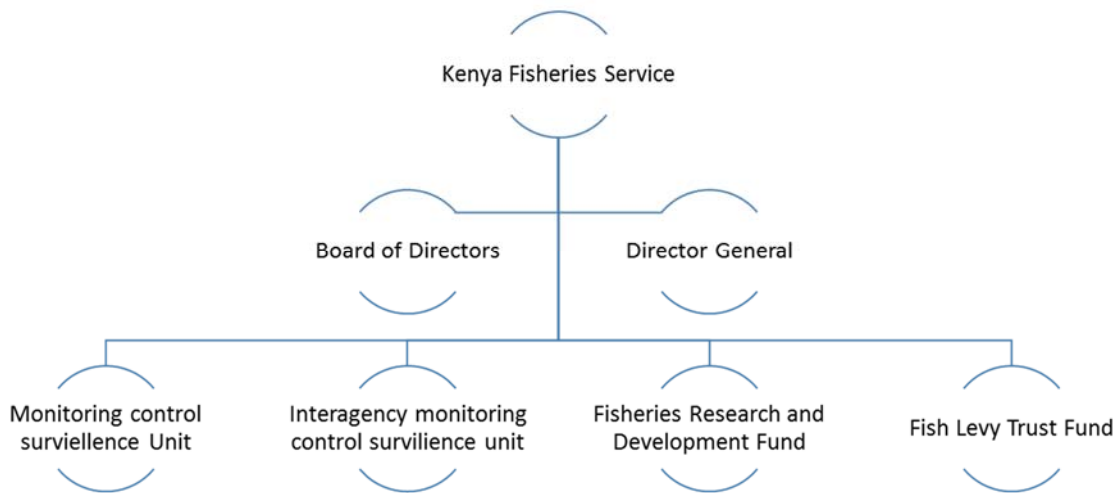 Kenya Fisheries Service
Board of Directors
Director General
Monitoring control
surviellence Unit
Interagency monitoring
control survilience unit
Fisheries Research and
Development Fund
Fish Levy Trust Fund